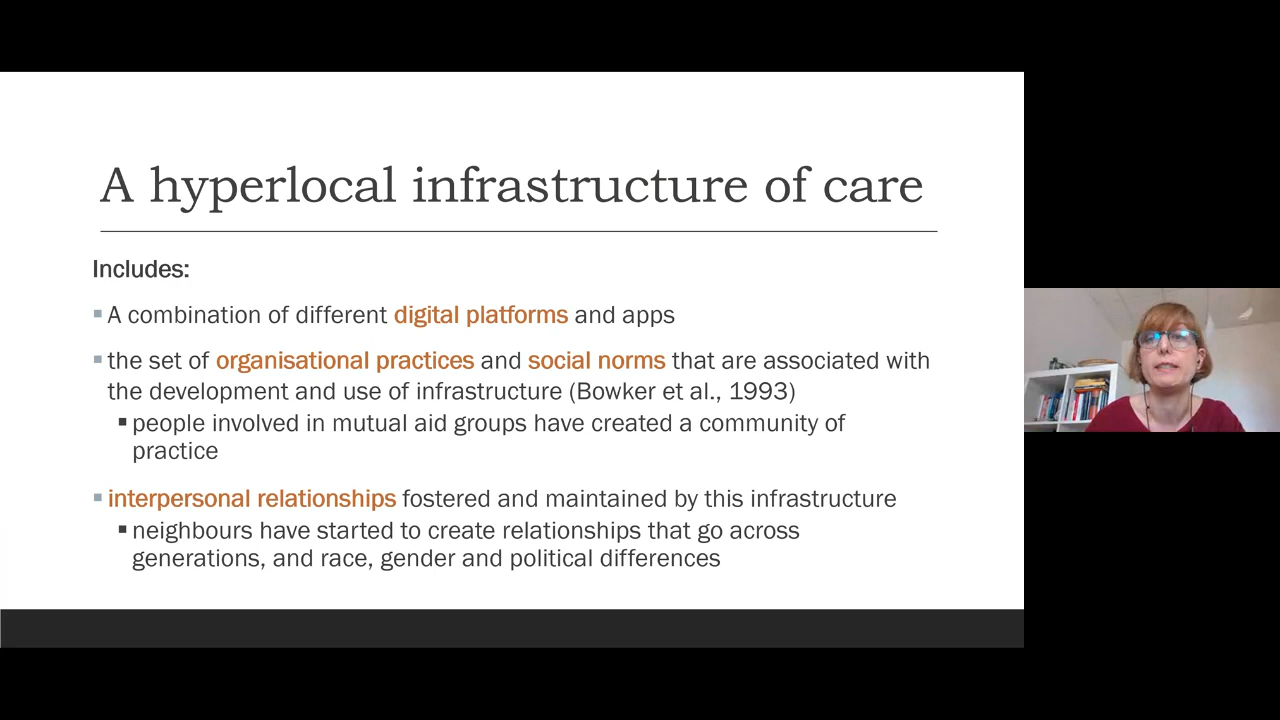 A hyperlocal infrastructure of care
Includes:
▪ A combination of different digital platforms and apps
▪ the set of organisational practices and social norms that are associated with
the development and use of infrastructure (Bowker et al., 1993)
▪ people involved in mutual aid groups have created a community of
practice
▪ interpersonal relationships fostered and maintained by this infrastructure
▪ neighbours have started to create relationships that go across
generations, and race, gender and political differences